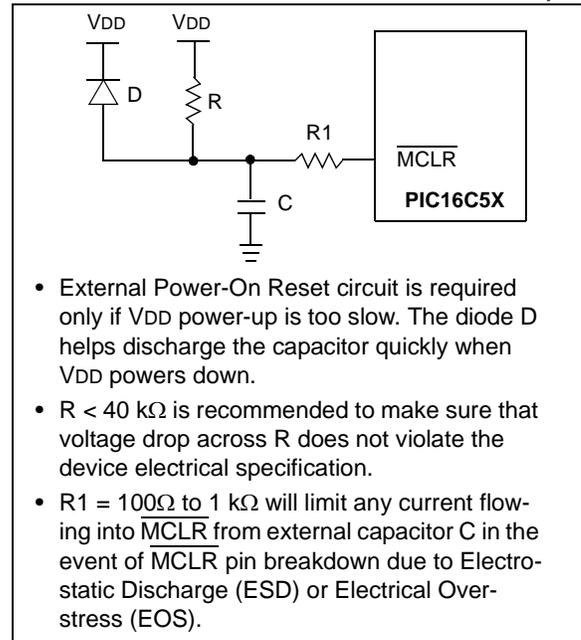 VDD VDD
D
R
R1
MCLR
C
PIC16C5X
• External Power-On Reset circuit is required
only if VDD power-up is too slow. The diode D
helps discharge the capacitor quickly when
VDD powers down.
• R < 40 kΩ is recommended to make sure that
voltage drop across R does not violate the
device electrical specification.
• R1 = 100Ω to 1 kΩ will limit any current flow-
ing into MCLR from external capacitor C in the
event of MCLR pin breakdown due to Electro-
static Discharge (ESD) or Electrical Over-
stress (EOS).